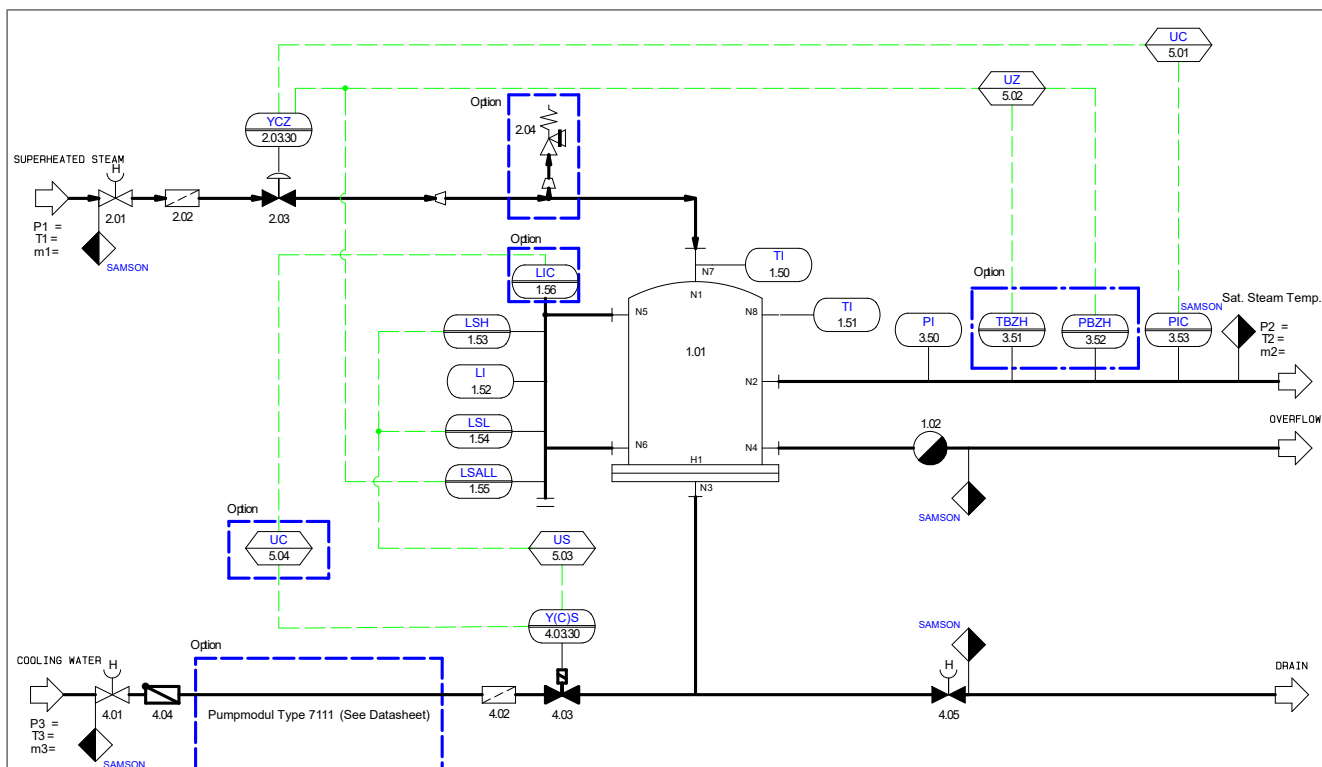 UC
5.01
UZ
5.02
Option
2.04
YCZ
2.03.30
SUPERHEATED STEAM
H
2.01
2.02
2.03
P1 =
T1 =
m1=
SAMSON
Option
LIC
1.56
N7
TI
1.50
N1
N5
N8
TI
1.51
Option
SAMSON
Sat. Steam Temp.
PI
3.50
TBZH
3.51
PBZH
3.52
PIC
3.53
P2 =
T2 =
m2=
LSH
1.53
1.01
LI
1.52
N2
LSL
1.54
N6
N4
1.02
OVERFLOW
H1
LSALL
1.55
N3
SAMSON
Option
UC
5.04
US
5.03
Y(C)S
4.03.30
SAMSON
Option
COOLING WATER
H
H
DRAIN
4.01
4.04
Pumpmodul Type 7111 (See Datasheet)
4.02
4.03
4.05
P3 =
T3 =
m3=
SAMSON